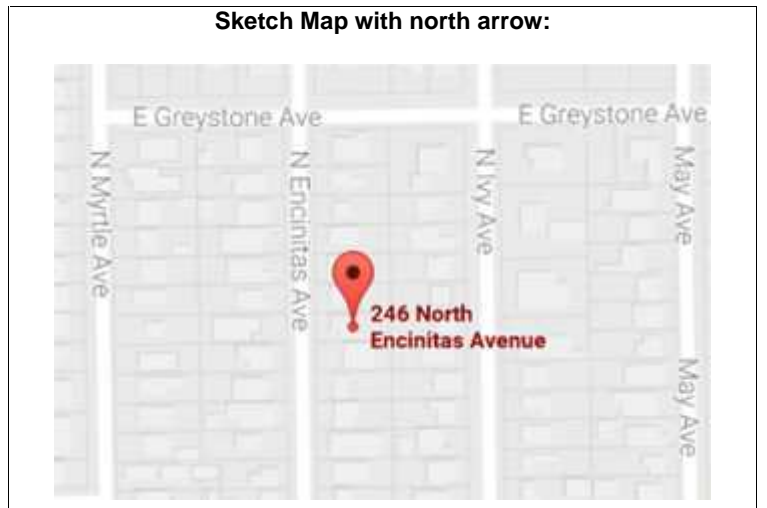 Sketch Map with north arrow:
E Greystone Ave
E Greystone Ave
N Myrtle Ave
N Encinitas Ave
N Ivy Ave
May Ave
246 North
Encinitas Avenue
May Ave